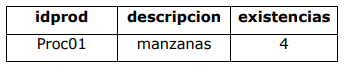 idprod descripcion existencias
Proc01 manzanas 4